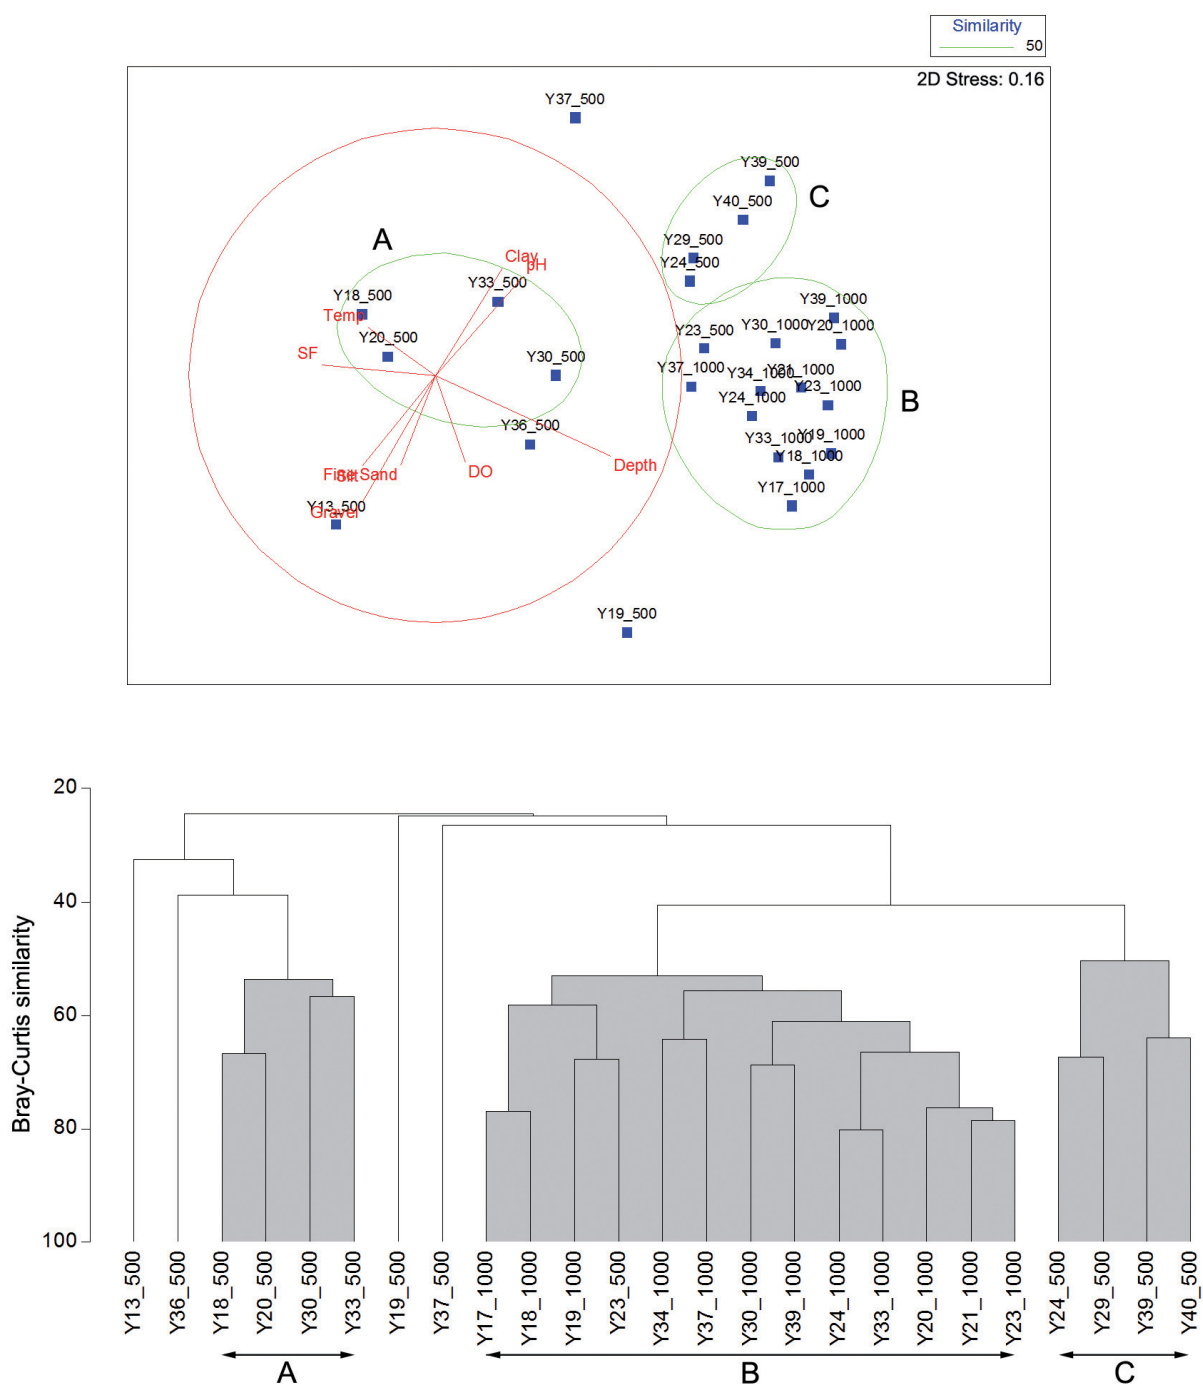 Similarity
50
2D Stress: 0.16
Y37_500
Y39_500
C
Y40_500
A
Clay
pH
Y29_500
Y24_500
Y33_500
Y18_500
Y39_1000
Temp
Y23_500
Y30_1000
Y20_1000
Y20_500
SF
Y30_500
Y37_1000
Y34_1000
Y21_1000
Y23_1000
B
Y24_1000
Y36_500
Y33_1000
Y19_1000
Y18_1000
Fine Sand
Silt
DO
Depth
Y17_1000
Y13_500
Gravel
Y19_500
20
40
60
80
100
Bray-Curtis similarity
Y13_500
Y36_500
Y18_500
Y20_500
Y30_500
Y33_500
Y19_500
Y37_500
Y17_1000
Y18_1000
Y19_1000
Y23_500
Y34_1000
Y37_1000
Y30_1000
Y39_1000
Y24_1000
Y33_1000
Y20_1000
Y21_1000
Y23_1000
Y24_500
Y29_500
Y39_500
Y40_500
A
B
C